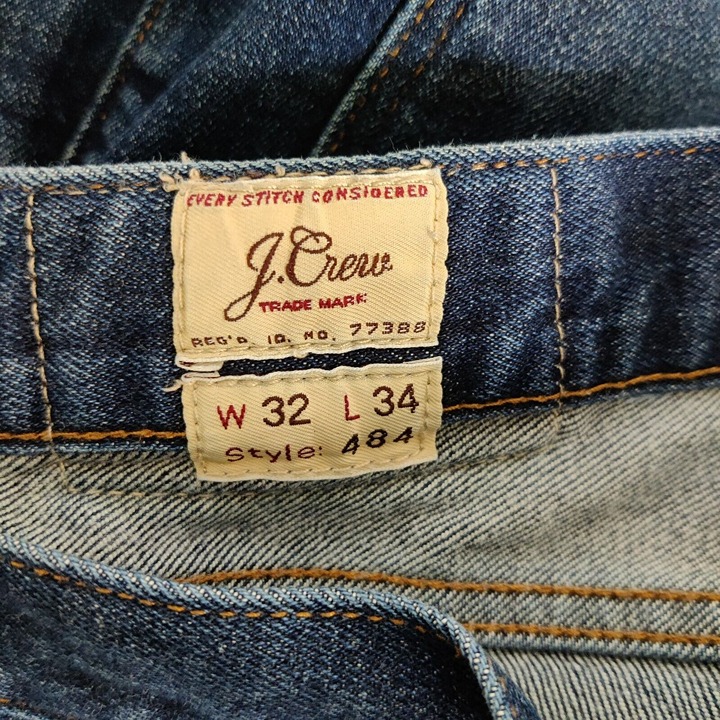 EVERY STITCH CONSIDERED
J.Crew
TRADE MARK
REG'D. ID. NO. 77388
W 32 L 34
Style: 484